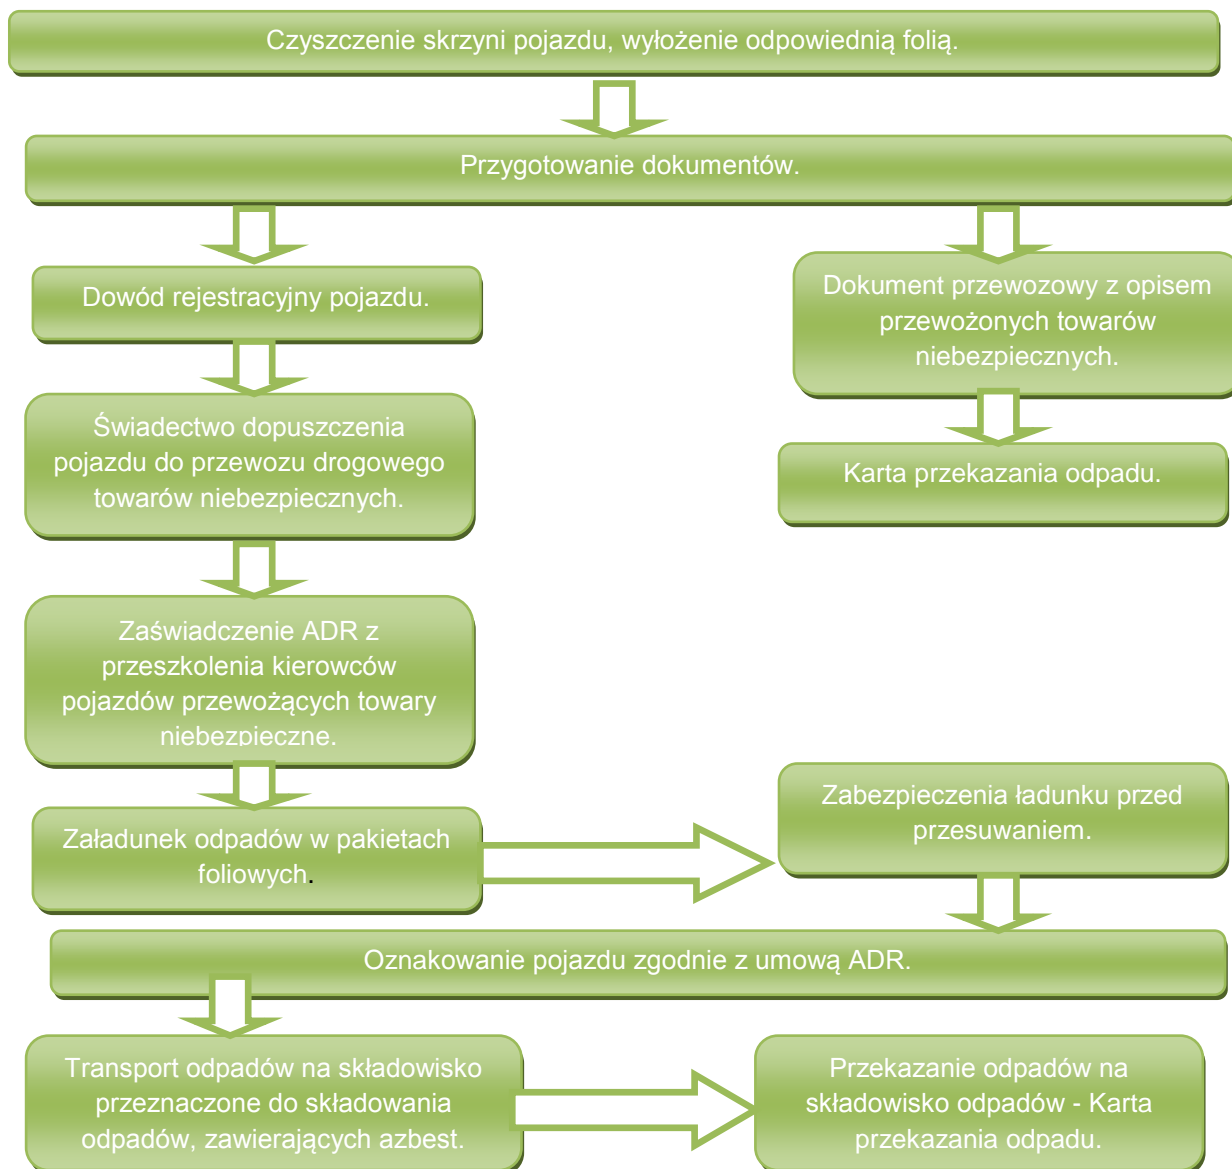 Czyszczenie skrzyni pojazdu, wyłożenie odpowiednią folią.
Przygotowanie dokumentów.
Dowód rejestracyjny pojazdu.
Świadectwo dopuszczenia
pojazdu do przewozu drogowego
towarów niebezpiecznych.
Zaświadczenie ADR z
przeszkolenia kierowców
pojazdów przewożących towary
niebezpieczne.
Dokument przewozowy z opisem
przewożonych towarów
niebezpiecznych.
Karta przekazania odpadu.
Załadunek odpadów w pakietach
foliowych.
Zabezpieczenia ładunku przed
przesuwaniem.
Oznakowanie pojazdu zgodnie z umową ADR.
Transport odpadów na składowisko
przeznaczone do składowania
odpadów, zawierających azbest.
Przekazanie odpadów na
składowisko odpadów - Karta
przekazania odpadu.